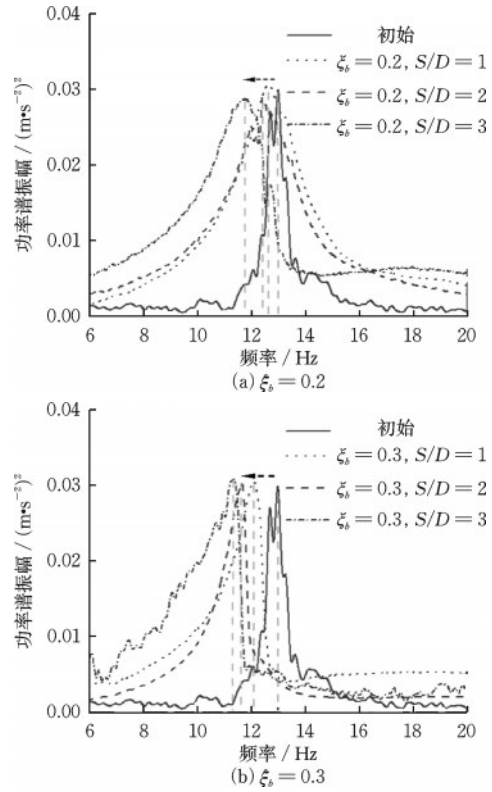 0.04
0.03
0.02
0.01
0.00
功率谱振幅 / (m•s⁻²)²
初始
ξb = 0.2, S/D = 1
ξb = 0.2, S/D = 2
ξb = 0.2, S/D = 3
6 8 10 12 14 16 18 20
频率 / Hz
(a) ξb = 0.2
0.04
0.03
0.02
0.01
0.00
功率谱振幅 / (m•s⁻²)²
初始
ξb = 0.3, S/D = 1
ξb = 0.3, S/D = 2
ξb = 0.3, S/D = 3
6 8 10 12 14 16 18 20
频率 / Hz
(b) ξb = 0.3